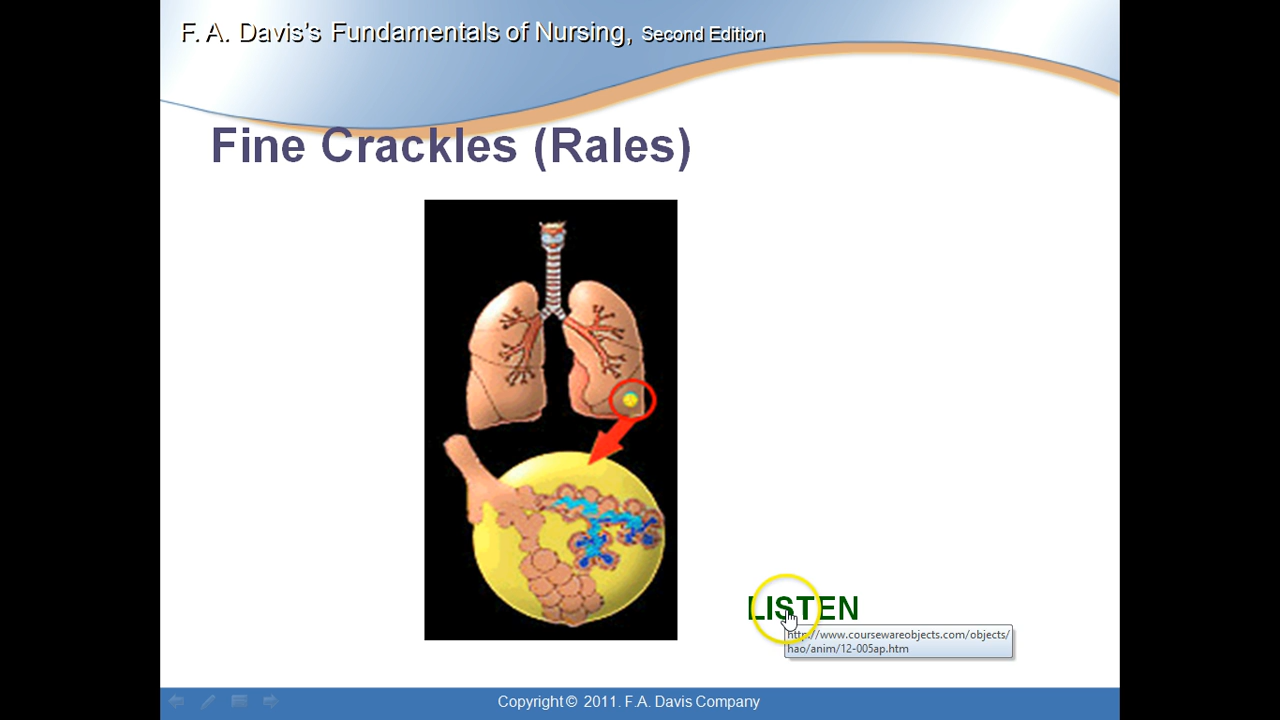 F. A. Davis's Fundamentals of Nursing, Second Edition
Fine Crackles (Rales)
LISTEN
http://www.coursewareobjects.com/objects/
hao/anim/12-005ap.htm
Copyright © 2011. F.A. Davis Company